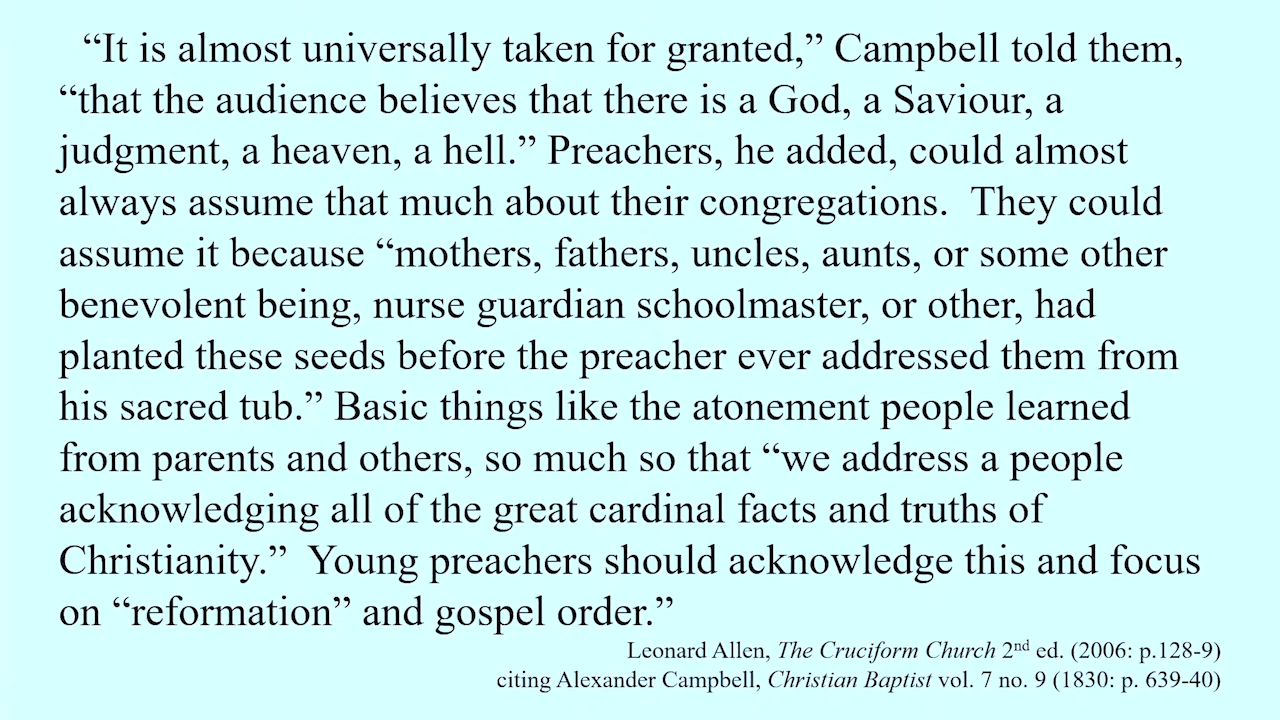 “It is almost universally taken for granted,” Campbell told them,
“that the audience believes that there is a God, a Saviour, a
judgment, a heaven, a hell.” Preachers, he added, could almost
always assume that much about their congregations.  They could
assume it because “mothers, fathers, uncles, aunts, or some other
benevolent being, nurse guardian schoolmaster, or other, had
planted these seeds before the preacher ever addressed them from
his sacred tub.” Basic things like the atonement people learned
from parents and others, so much so that “we address a people
acknowledging all of the great cardinal facts and truths of
Christianity.”  Young preachers should acknowledge this and focus
on “reformation” and gospel order.”
Leonard Allen, The Cruciform Church 2nd ed. (2006: p.128-9)
citing Alexander Campbell, Christian Baptist vol. 7 no. 9 (1830: p. 639-40)